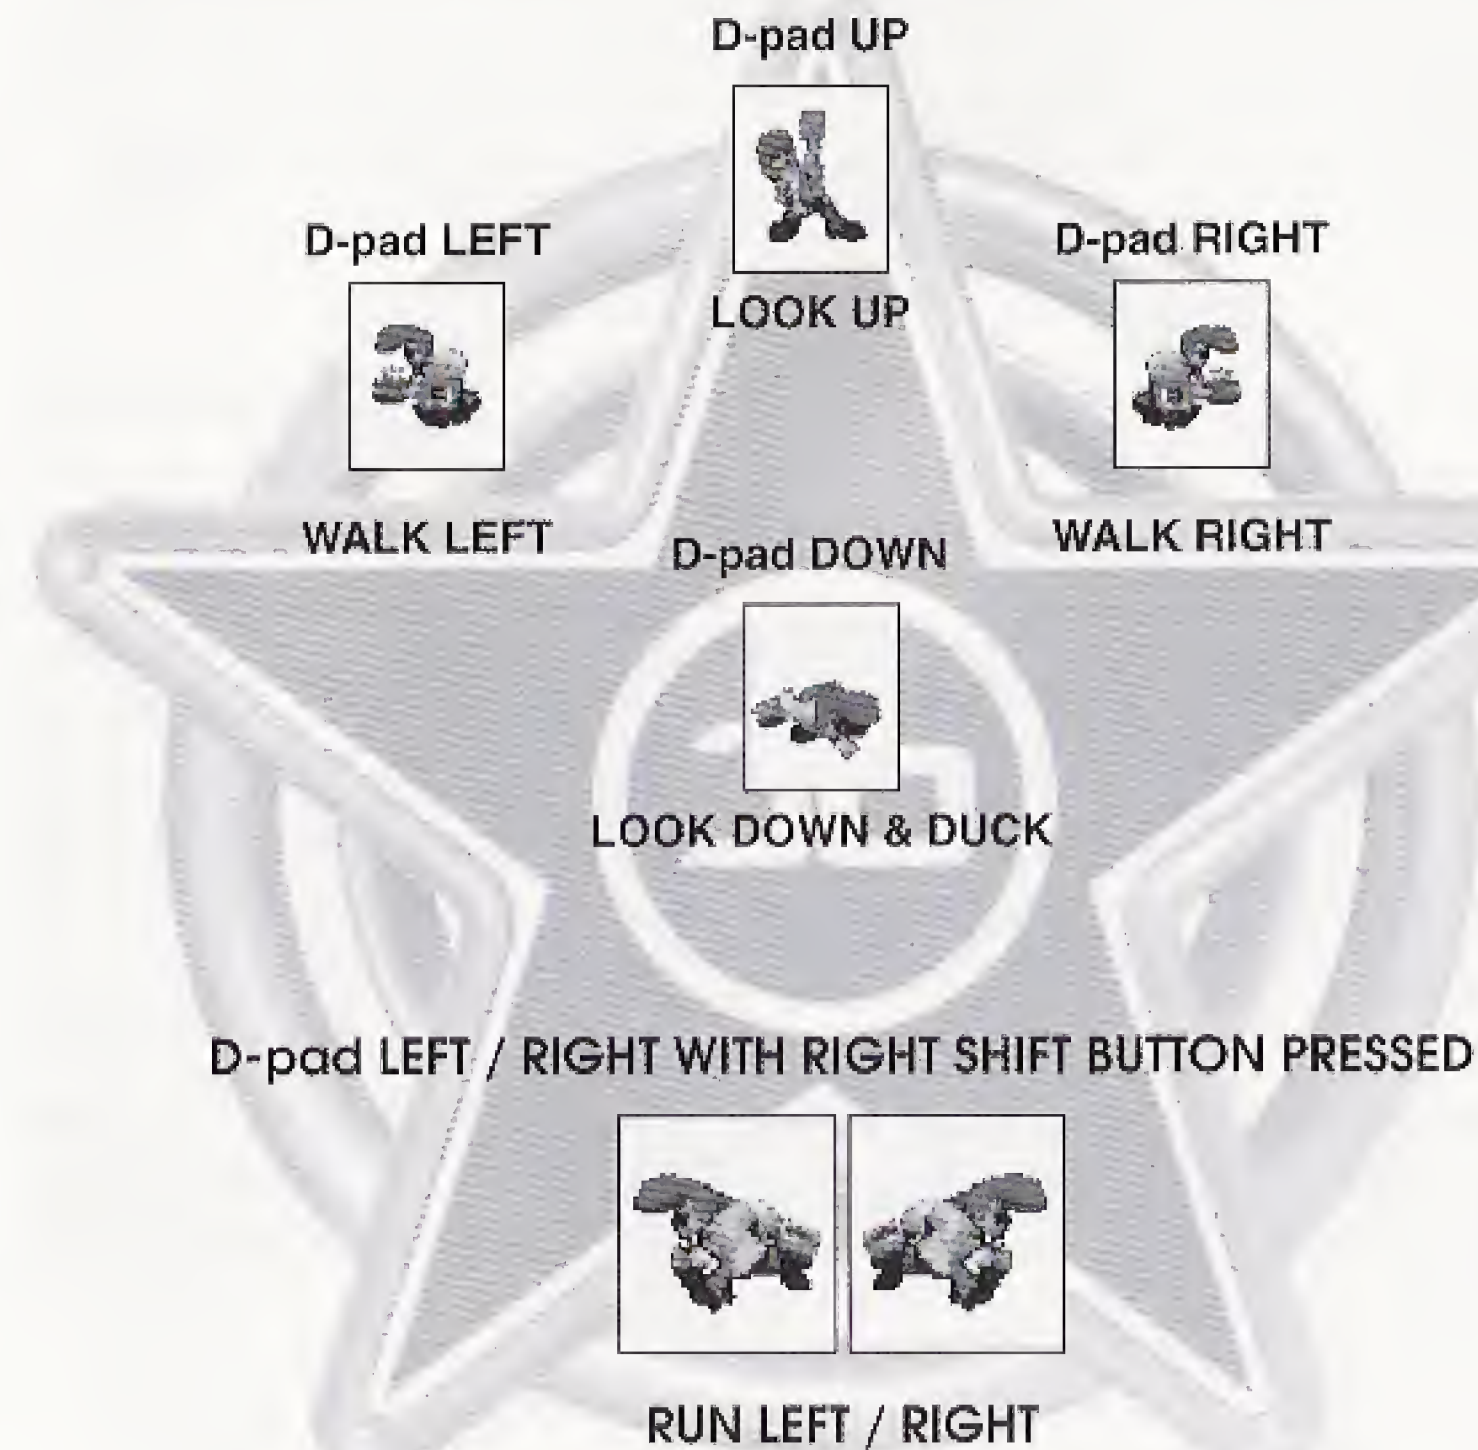 D-pad UP
LOOK UP
D-pad LEFT
WALK LEFT
D-pad RIGHT
WALK RIGHT
D-pad DOWN
LOOK DOWN & DUCK
D-pad LEFT / RIGHT WITH RIGHT SHIFT BUTTON PRESSED
RUN LEFT / RIGHT